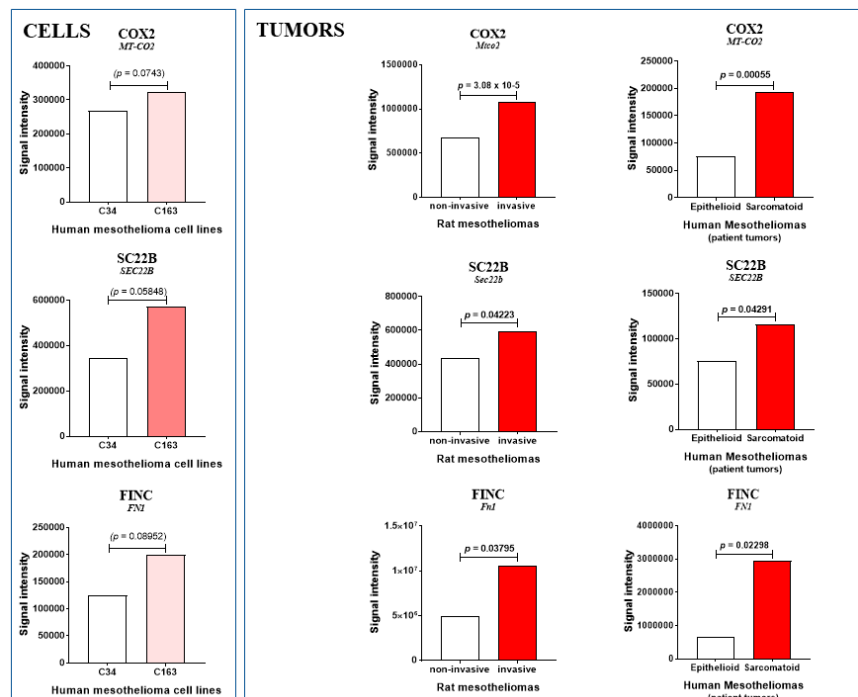 CELLS
COX2
MT-CO2
(p = 0.0743)
400000
300000
200000
100000
0
Signal intensity
C34 C163
Human mesothelioma cell lines
SC22B
SEC22B
(p = 0.05848)
600000
400000
200000
0
Signal intensity
C34 C163
Human mesothelioma cell lines
FINC
FN1
(p = 0.08952)
250000
200000
150000
100000
50000
0
Signal intensity
C34 C163
Human mesothelioma cell lines
TUMORS
COX2
Mtco2
p = 3.08 x 10-5
1500000
1000000
500000
0
Signal intensity
non-invasive invasive
Rat mesotheliomas
COX2
MT-CO2
p = 0.00055
250000
200000
150000
100000
50000
0
Signal intensity
Epithelioid Sarcomatoid
Human Mesotheliomas
(patient tumors)
SC22B
Sec22b
p = 0.04223
800000
600000
400000
200000
0
Signal intensity
non-invasive invasive
Rat mesotheliomas
SC22B
SEC22B
p = 0.04291
150000
100000
50000
0
Signal intensity
Epithelioid Sarcomatoid
Human Mesotheliomas
(patient tumors)
FINC
Fn1
p = 0.03795
1.5×10⁷
1×10⁷
5×10⁶
0
Signal intensity
non-invasive invasive
Rat mesotheliomas
FINC
FN1
p = 0.02298
4000000
3000000
2000000
1000000
0
Signal intensity
Epithelioid Sarcomatoid
Human Mesotheliomas
(patient tumors)